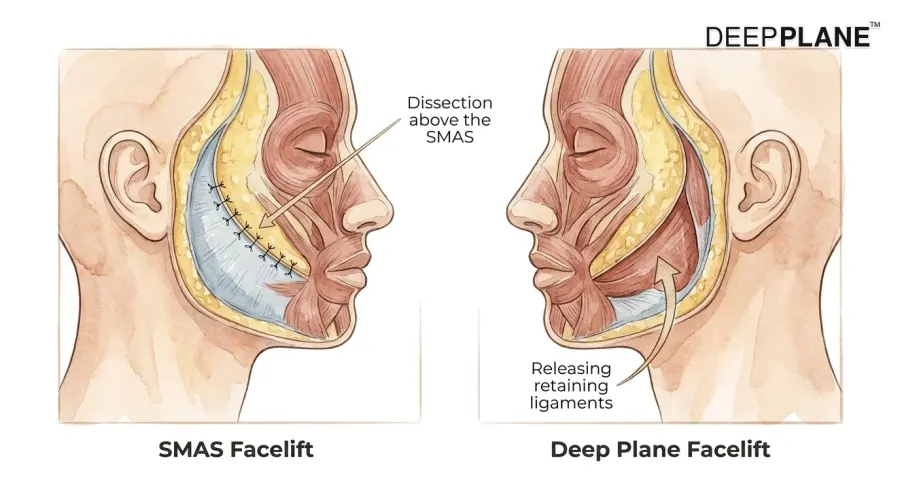 DEEPPLANE™
Dissection
above the
SMAS
Releasing
retaining
ligaments
SMAS Facelift
Deep Plane Facelift